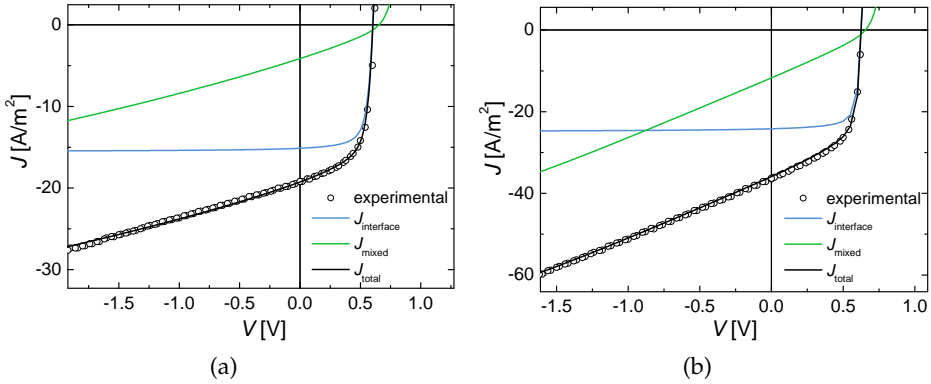 0
-10
-20
-30
J [A/m²]
experimental
J_interface
J_mixed
J_total
-1.5 -1.0 -0.5 0.0 0.5 1.0
V [V]
(a)
0
-20
-40
-60
J [A/m²]
experimental
J_interface
J_mixed
J_total
-1.5 -1.0 -0.5 0.0 0.5 1.0
V [V]
(b)